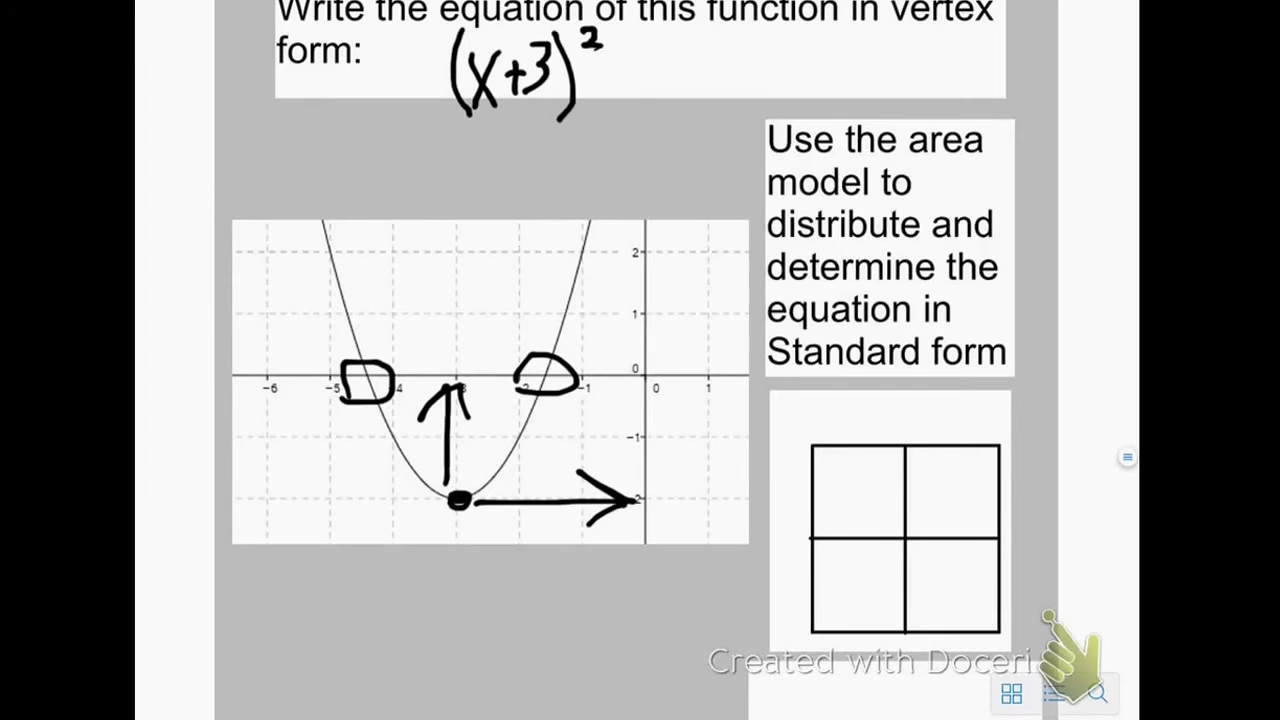 Write the equation of this function in vertex
form: (x+3)²
Use the area
model to
distribute and
determine the
equation in
Standard form
2
1
0
-6 -5 -4 -3 -2 -1 0 1
-1
-2
Created with Doceri